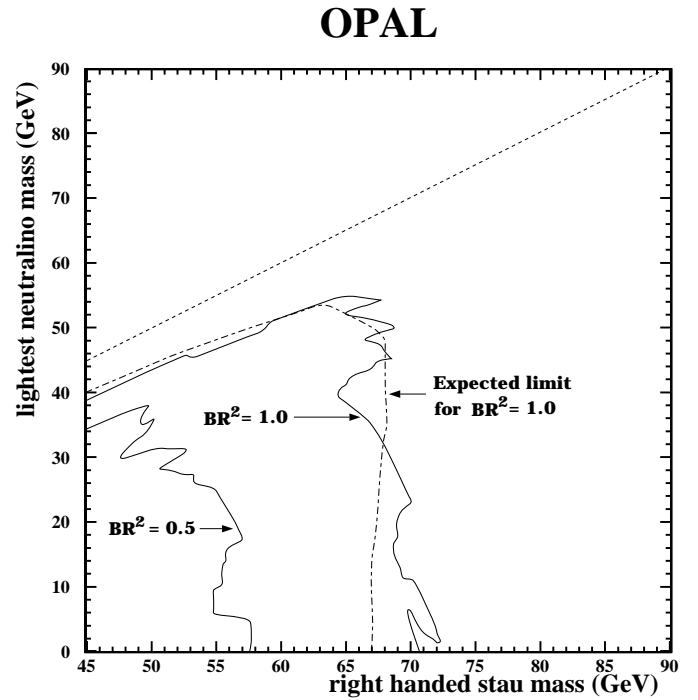 OPAL
lightest neutralino mass (GeV)
90
80
70
60
50
40
30
20
10
0
Expected limit
for BR² = 1.0
BR² = 1.0
BR² = 0.5
45 50 55 60 65 70 75 80 85 90
right handed stau mass (GeV)